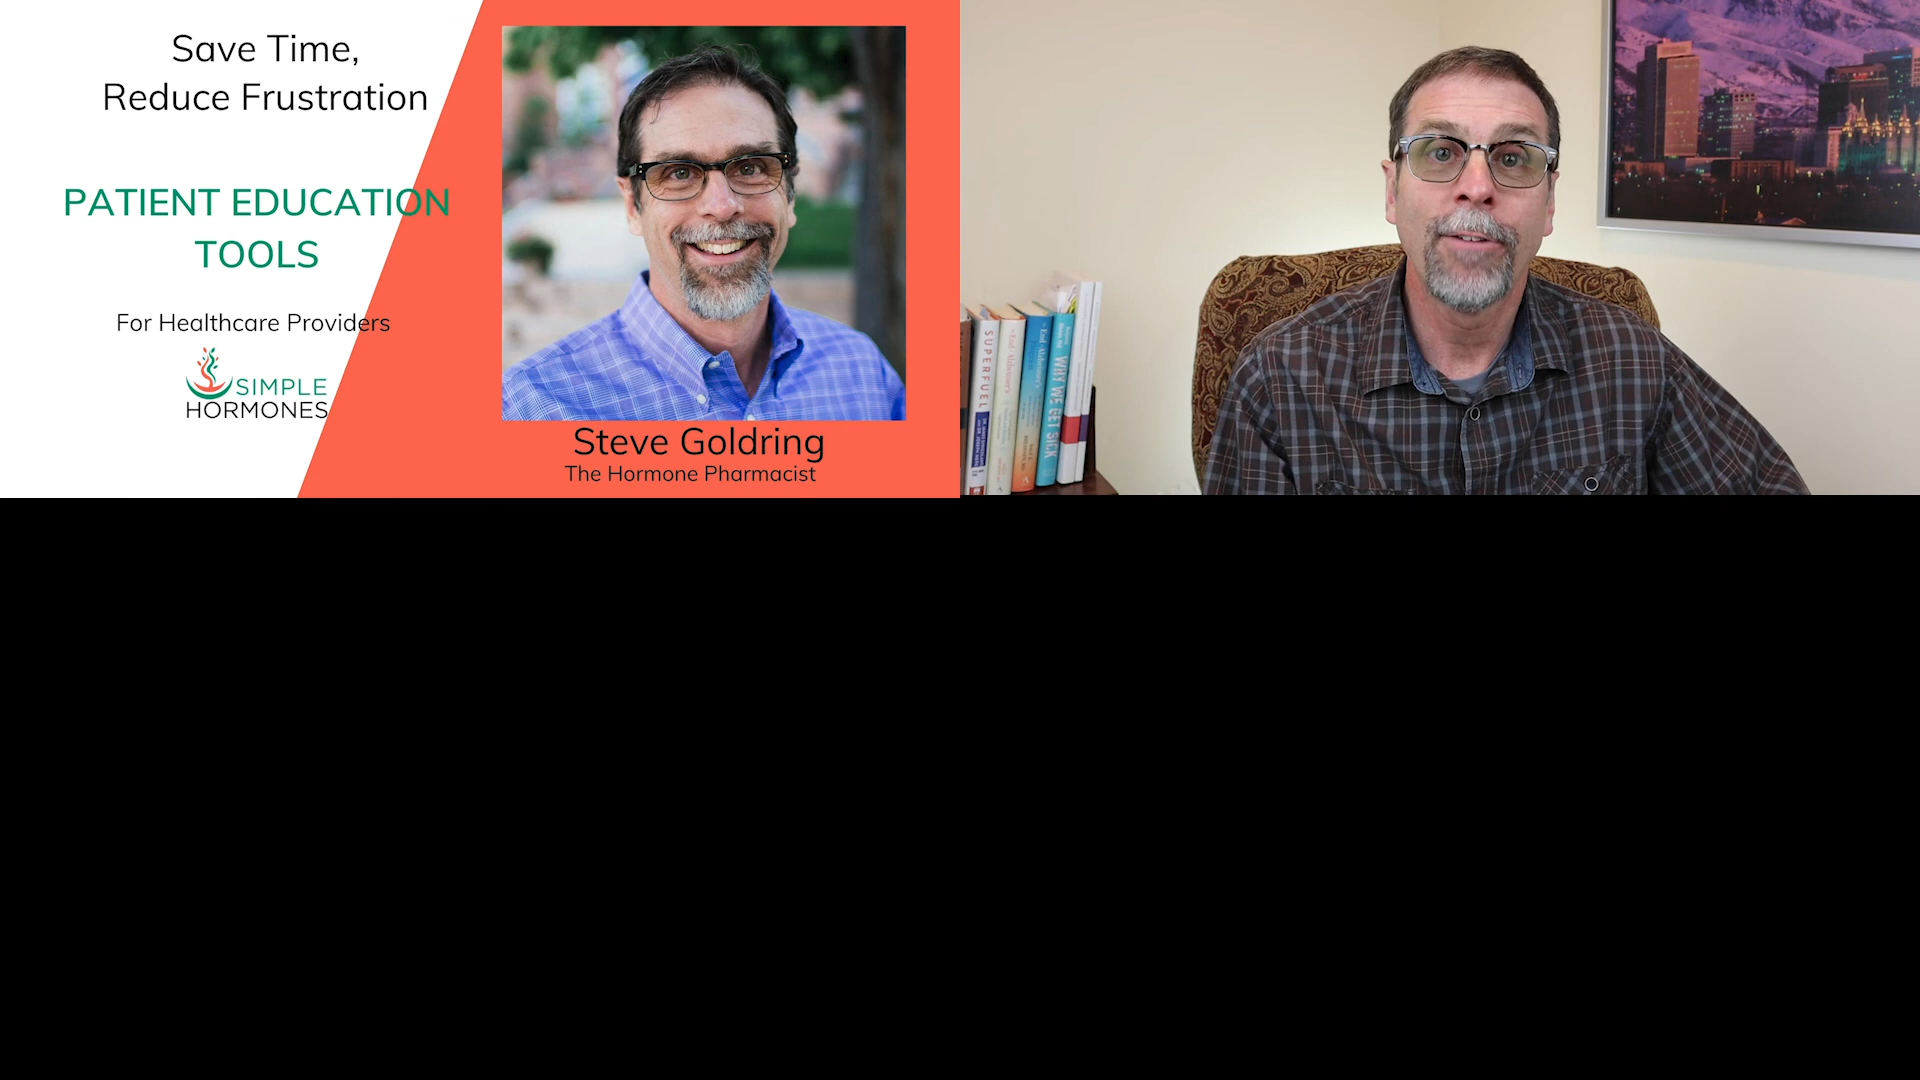 Save Time,
Reduce Frustration
PATIENT EDUCATION
TOOLS
For Healthcare Providers
SIMPLE
HORMONES
Steve Goldring
The Hormone Pharmacist
SUPERFUEL
WHY WE GET SICK